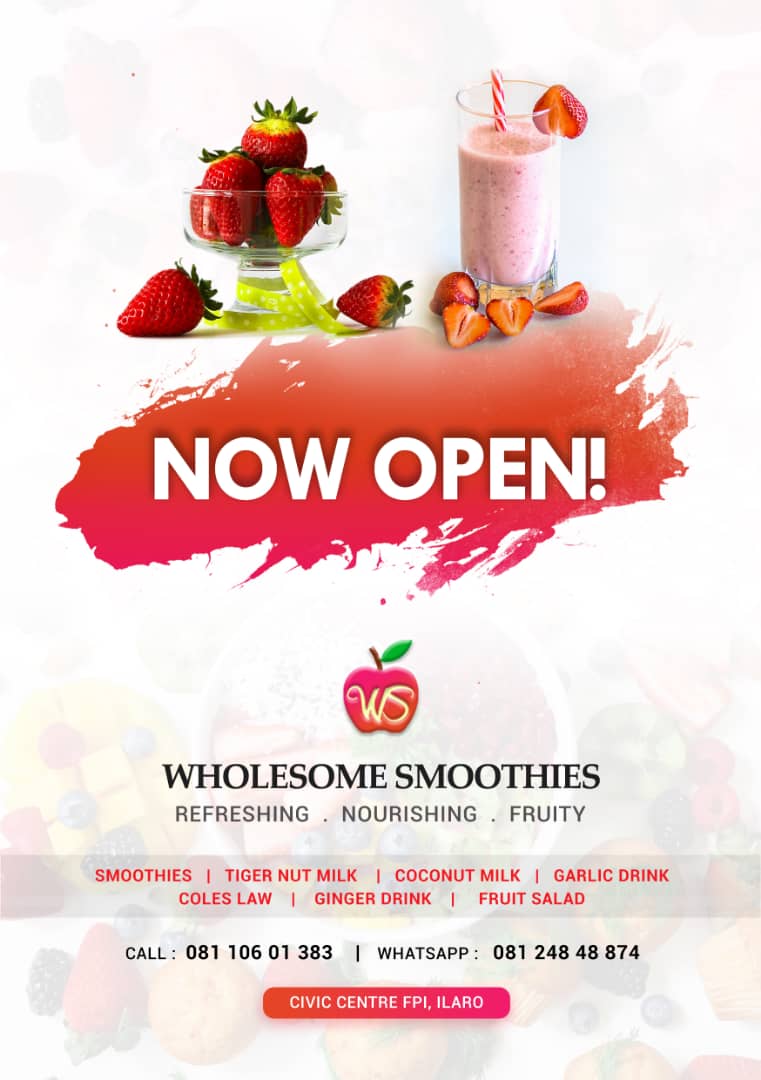 NOW OPEN!
WS
WHOLESOME SMOOTHIES
REFRESHING . NOURISHING . FRUITY
SMOOTHIES | TIGER NUT MILK | COCONUT MILK | GARLIC DRINK
COLES LAW | GINGER DRINK | FRUIT SALAD
CALL : 081 106 01 383 | WHATSAPP : 081 248 48 874
CIVIC CENTRE FPI, ILARO